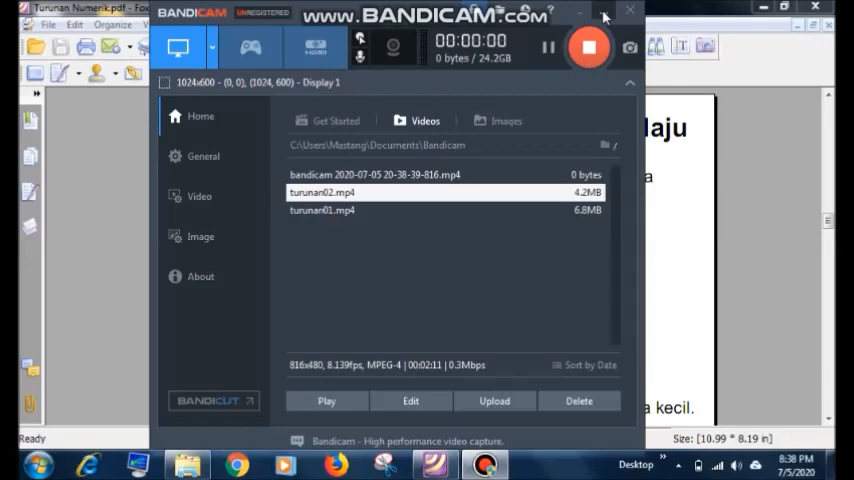 Turunan Numerik.pdf - Fox
BANDICAM UNREGISTERED
www.BANDICAM.com
File Edit Organize
HDMI
00:00:00
0 bytes / 24.2GB
1024x600 - (0, 0), (1024, 600) - Display 1
Home
General
Video
Image
About
BANDICUT
Get Started
Videos
Images
C:\Users\Mastang\Documents\Bandicam
bandicam 2020-07-05 20-38-39-816.mp4 0 bytes
turunan02.mp4 4.2MB
turunan01.mp4 6.8MB
816x480, 8.139fps, MPEG-4 | 00:02:11 | 0.3Mbps
Sort by Date
Play Edit Upload Delete
Bandicam - High performance video capture.
laju
a
a kecil.
Ready
Size: [10.99 * 8.19 in]
Desktop
8:38 PM
7/5/2020